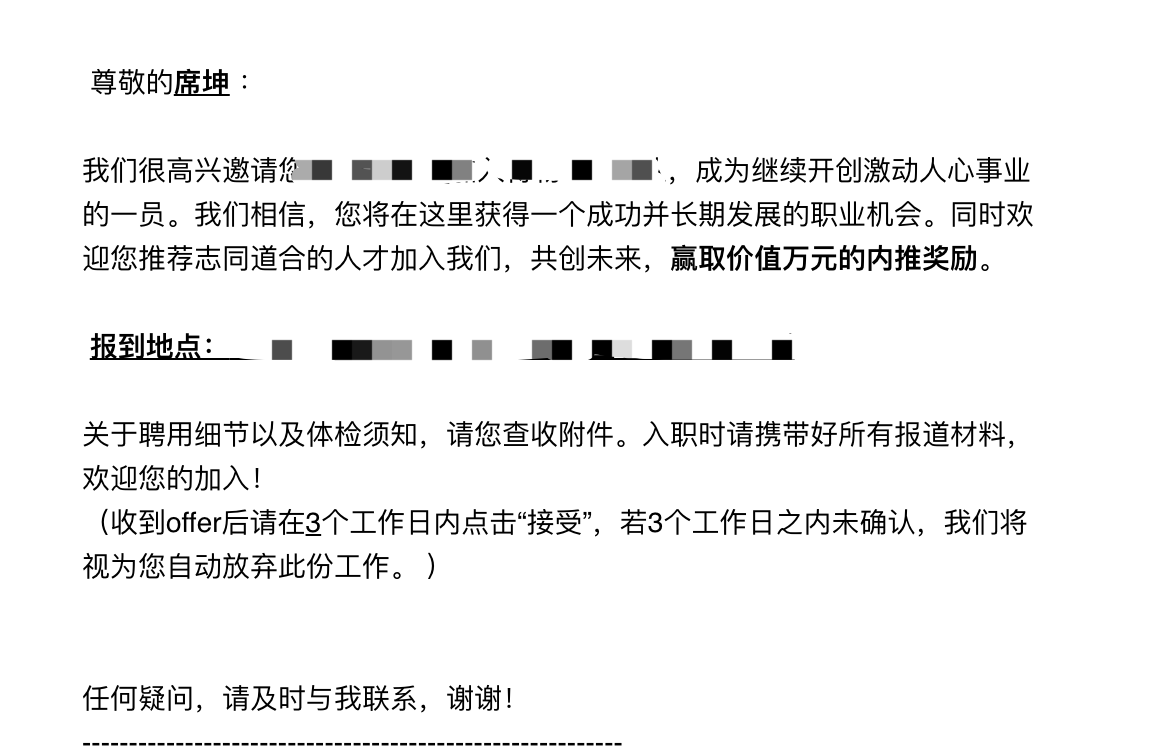 尊敬的席坤：
我们很高兴邀请您，成为继续开创激动人心事业
的一员。我们相信，您将在这里获得一个成功并长期发展的职业机会。同时欢
迎您推荐志同道合的人才加入我们，共创未来，赢取价值万元的内推奖励。
报到地点：
关于聘用细节以及体检须知，请您查收附件。入职时请携带好所有报道材料，
欢迎您的加入！
（收到offer后请在3个工作日内点击“接受”，若3个工作日之内未确认，我们将
视为您自动放弃此份工作。）
任何疑问，请及时与我联系，谢谢！
----------------------------------------------------------